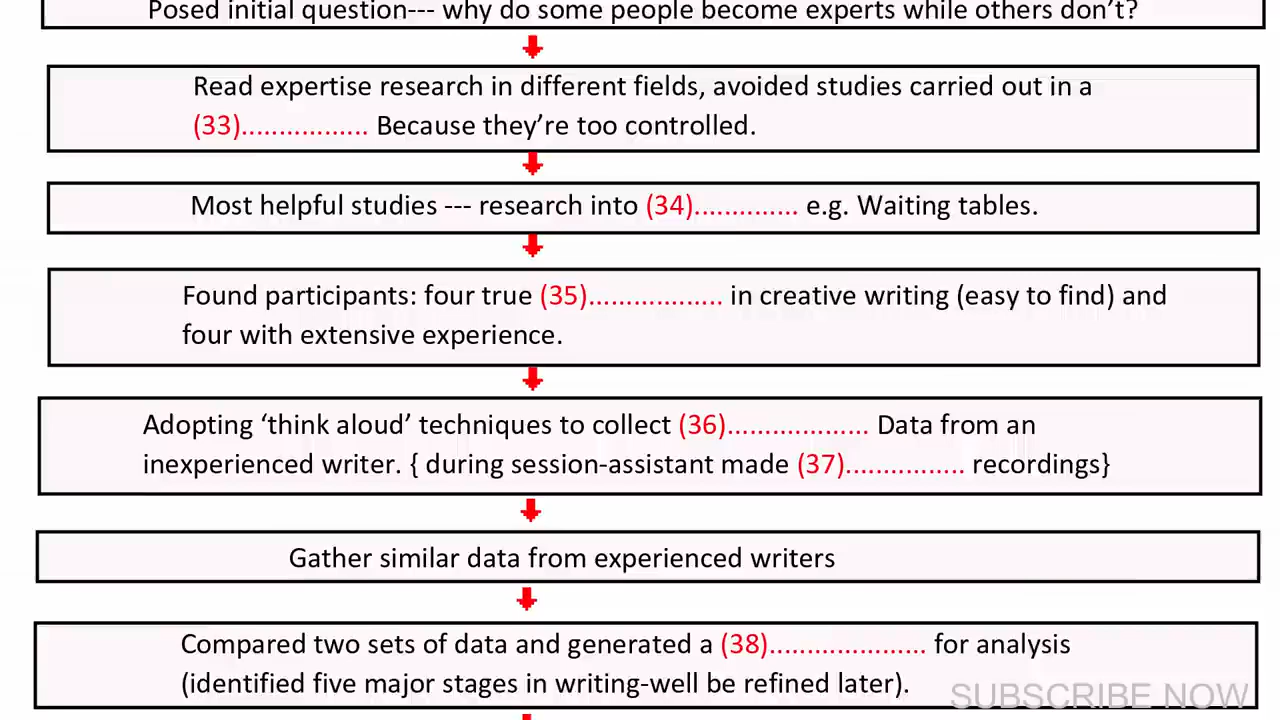 Posed initial question--- why do some people become experts while others don't?
Read expertise research in different fields, avoided studies carried out in a
(33)................. Because they're too controlled.
Most helpful studies --- research into (34).............. e.g. Waiting tables.
Found participants: four true (35).................. in creative writing (easy to find) and
four with extensive experience.
Adopting 'think aloud' techniques to collect (36)................... Data from an
inexperienced writer. { during session-assistant made (37)................ recordings}
Gather similar data from experienced writers
Compared two sets of data and generated a (38)..................... for analysis
(identified five major stages in writing-well be refined later).
SUBSCRIBE NOW